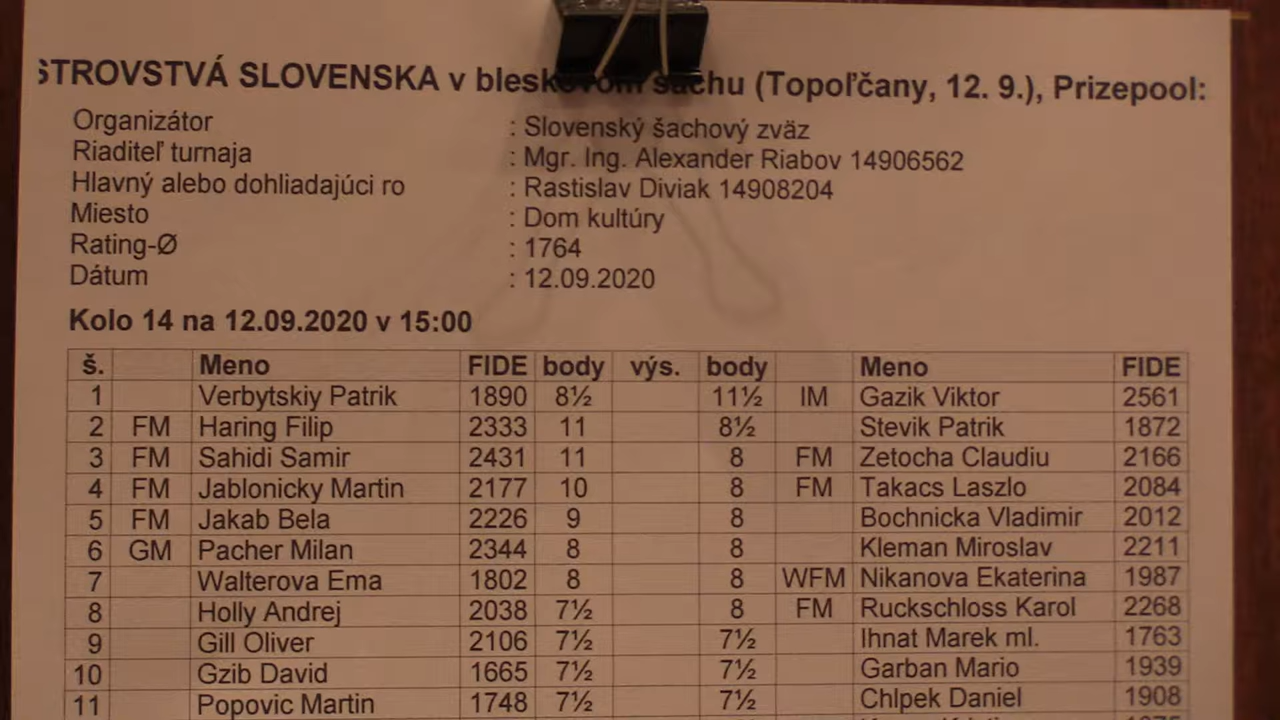 STROVSTVÁ SLOVENSKA v bleskovom šachu (Topoľčany, 12. 9.), Prizepool:
Organizátor : Slovenský šachový zväz
Riaditeľ turnaja : Mgr. Ing. Alexander Riabov 14906562
Hlavný alebo dohliadajúci ro : Rastislav Diviak 14908204
Miesto : Dom kultúry
Rating-Ø : 1764
Dátum : 12.09.2020
Kolo 14 na 12.09.2020 v 15:00
š. Meno FIDE body výs. body Meno FIDE
1 Verbytskiy Patrik 1890 8½ 11½ IM Gazik Viktor 2561
2 FM Haring Filip 2333 11 8½ Stevik Patrik 1872
3 FM Sahidi Samir 2431 11 8 FM Zetocha Claudiu 2166
4 FM Jablonicky Martin 2177 10 8 FM Takacs Laszlo 2084
5 FM Jakab Bela 2226 9 8 Bochnicka Vladimir 2012
6 GM Pacher Milan 2344 8 8 Kleman Miroslav 2211
7 Walterova Ema 1802 8 8 WFM Nikanova Ekaterina 1987
8 Holly Andrej 2038 7½ 8 FM Ruckschloss Karol 2268
9 Gill Oliver 2106 7½ 7½ Ihnat Marek ml. 1763
10 Gzib David 1665 7½ 7½ Garban Mario 1939
11 Popovic Martin 1748 7½ 7½ Chlpek Daniel 1908